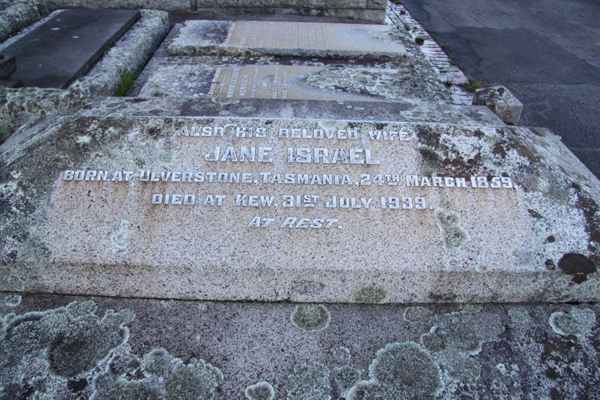 ALSO HIS BELOVED WIFE
JANE ISRAEL
BORN AT ULVERSTONE, TASMANIA, 24TH MARCH 1859
DIED AT KEW, 31ST JULY 1939.
AT REST.